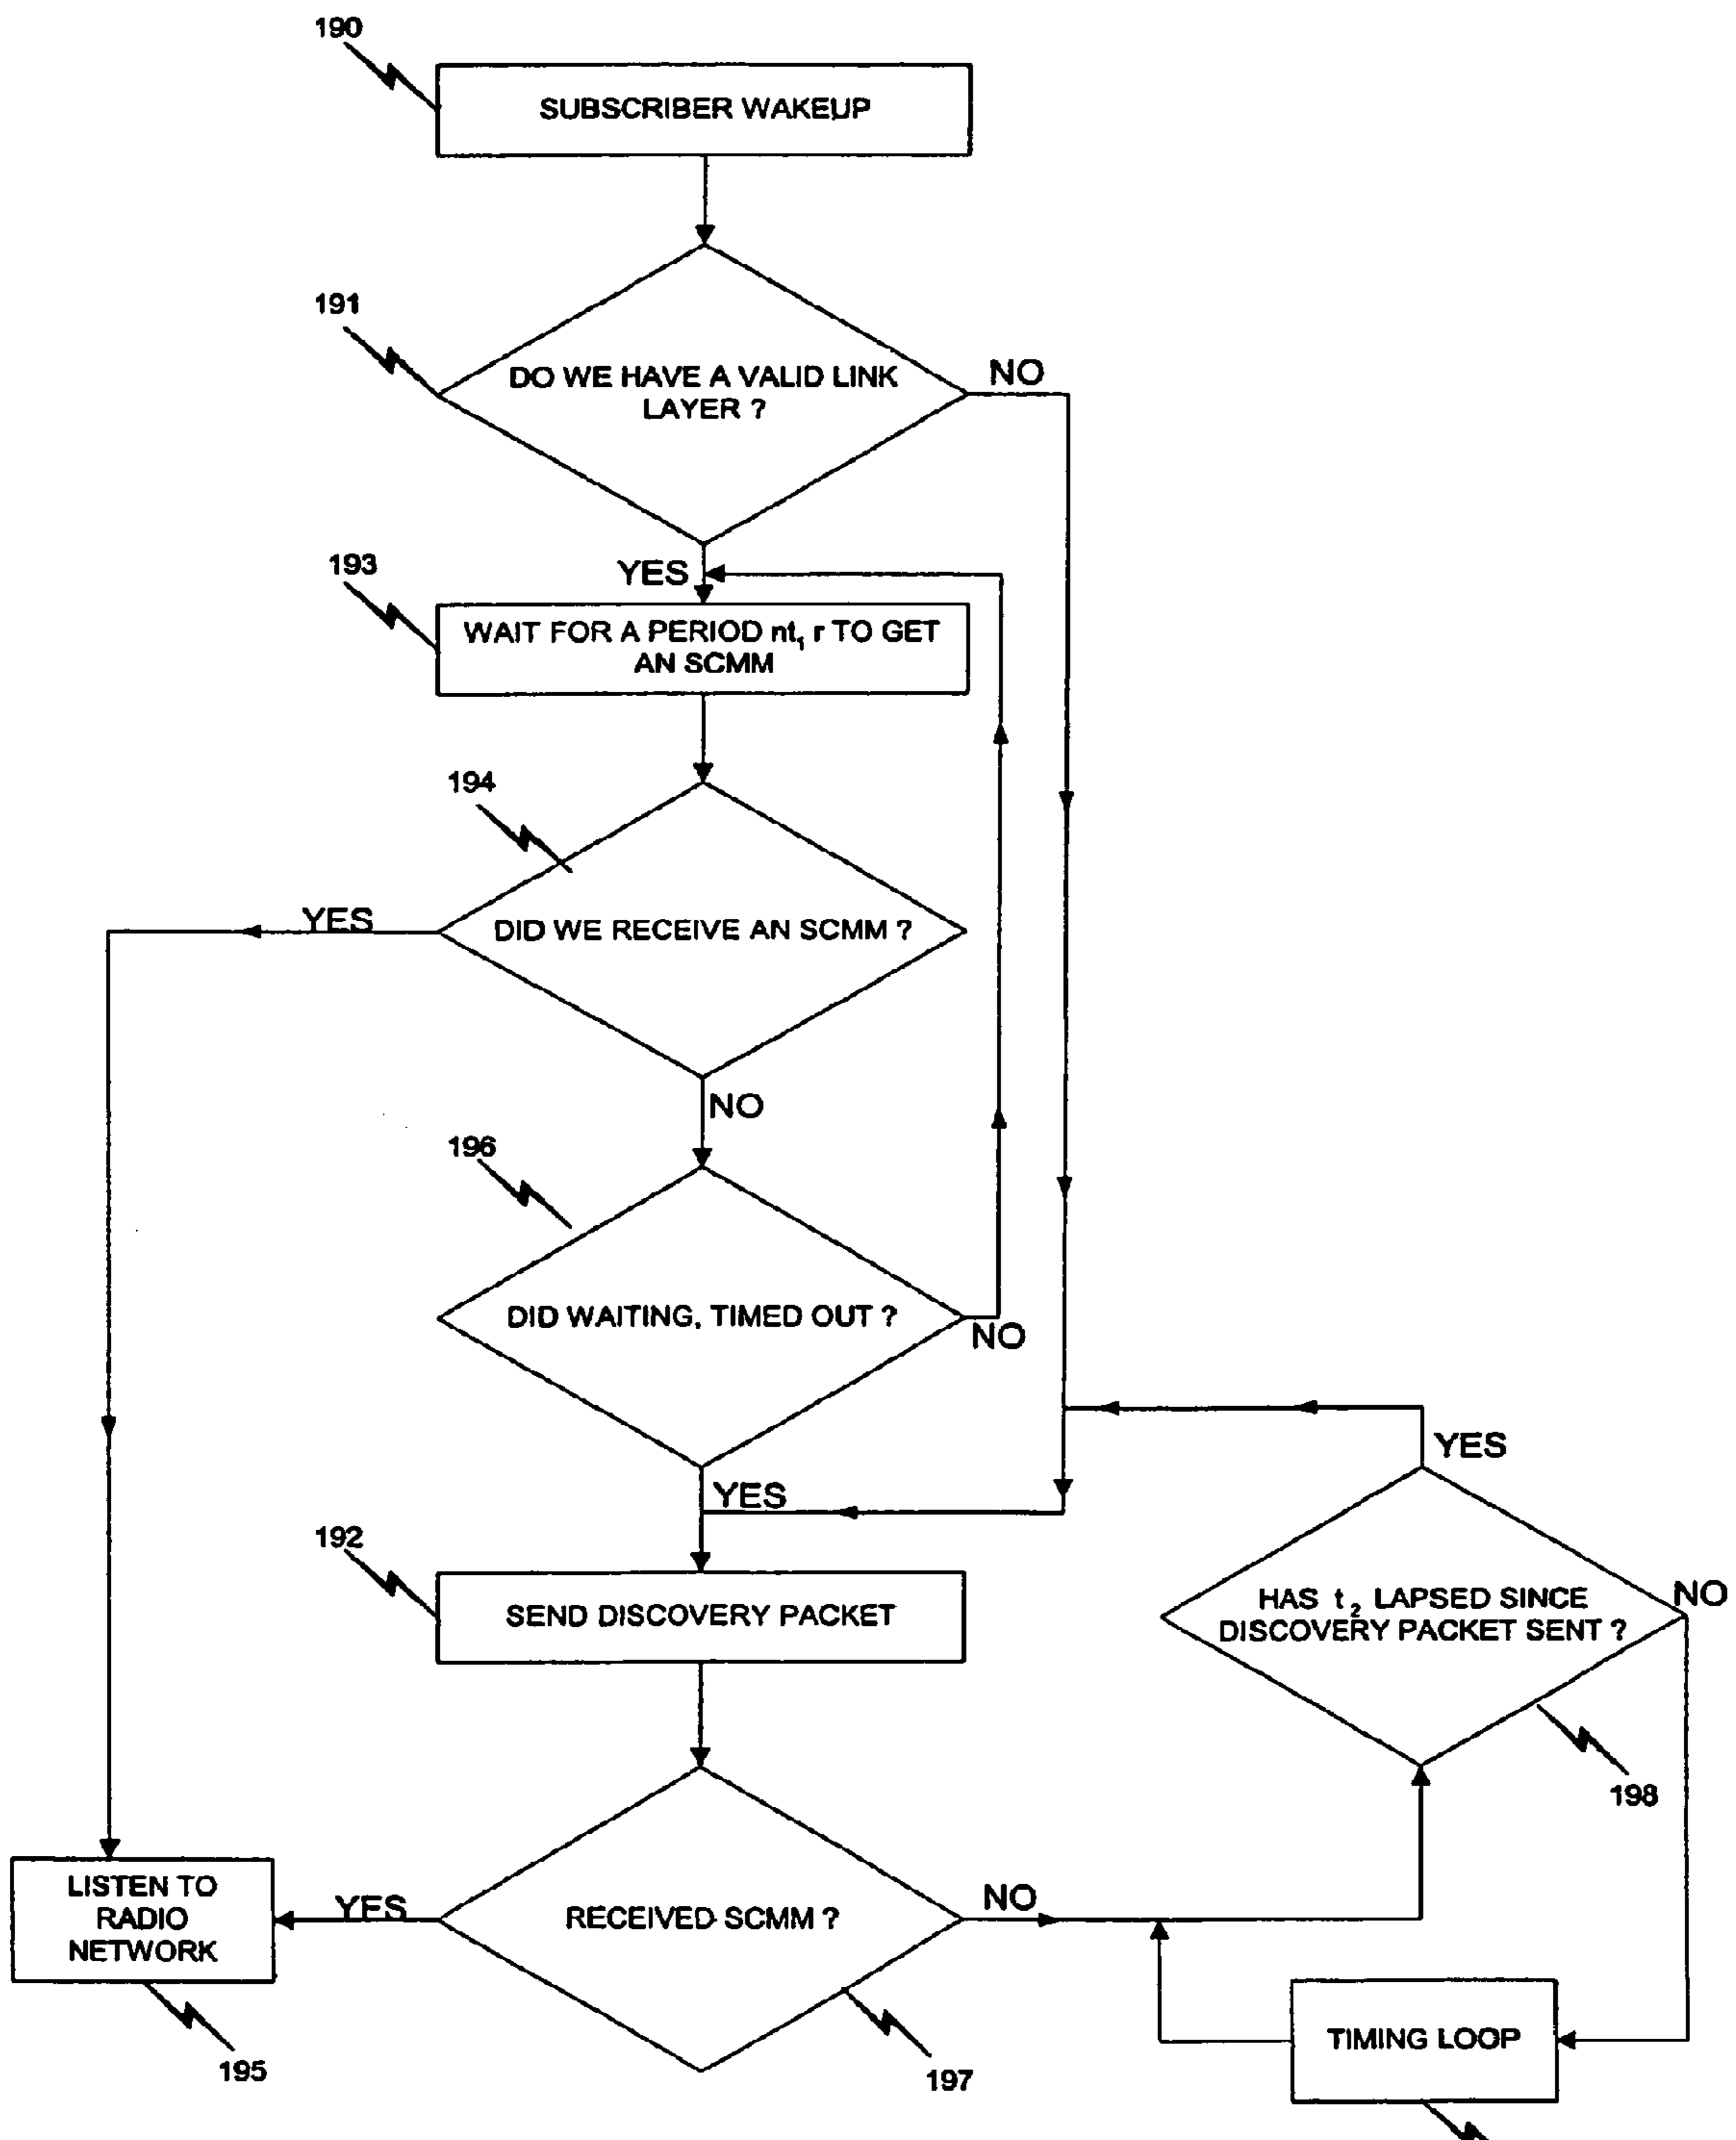 190
SUBSCRIBER WAKEUP
191
DO WE HAVE A VALID LINK
LAYER ?
NO
YES
193
WAIT FOR A PERIOD nt₁ r TO GET
AN SCMM
194
DID WE RECEIVE AN SCMM ?
YES
NO
196
DID WAITING, TIMED OUT ?
NO
YES
192
SEND DISCOVERY PACKET
YES
HAS t₂ LAPSED SINCE
DISCOVERY PACKET SENT ?
NO
198
LISTEN TO
RADIO
NETWORK
195
YES
RECEIVED SCMM ?
NO
197
TIMING LOOP